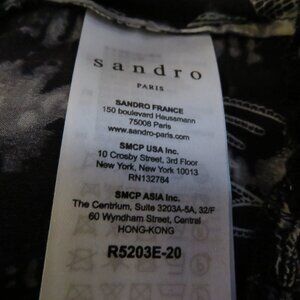 sandro
PARIS
SANDRO FRANCE
150 boulevard Haussmann
75008 Paris
www.sandro-paris.com
SMCP USA Inc.
10 Crosby Street, 3rd Floor
New York, New York 10013
RN132784
SMCP ASIA Inc.
The Centrium, Suite 3203A-5A, 32/F
60 Wyndham Street, Central
HONG-KONG
R5203E-20